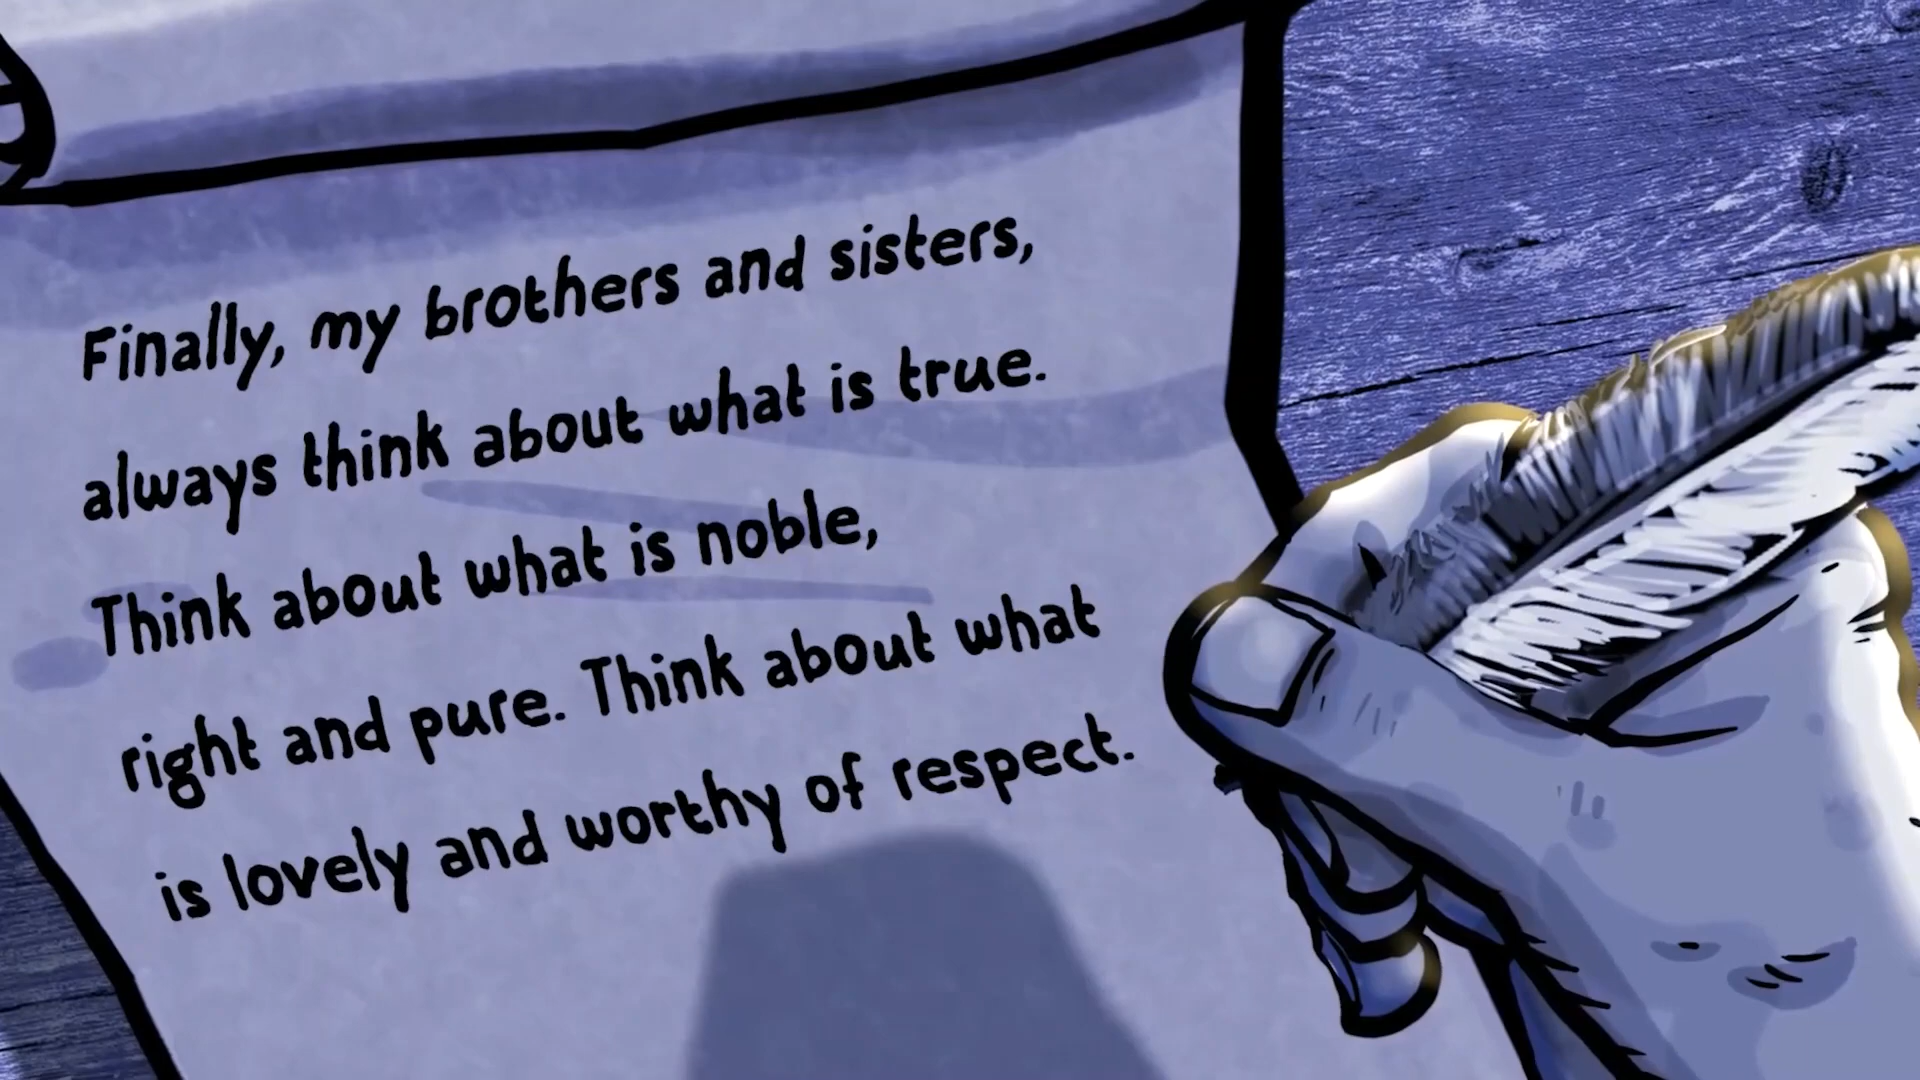 Finally, my brothers and sisters,
always think about what is true.
Think about what is noble,
right and pure. Think about what
is lovely and worthy of respect.